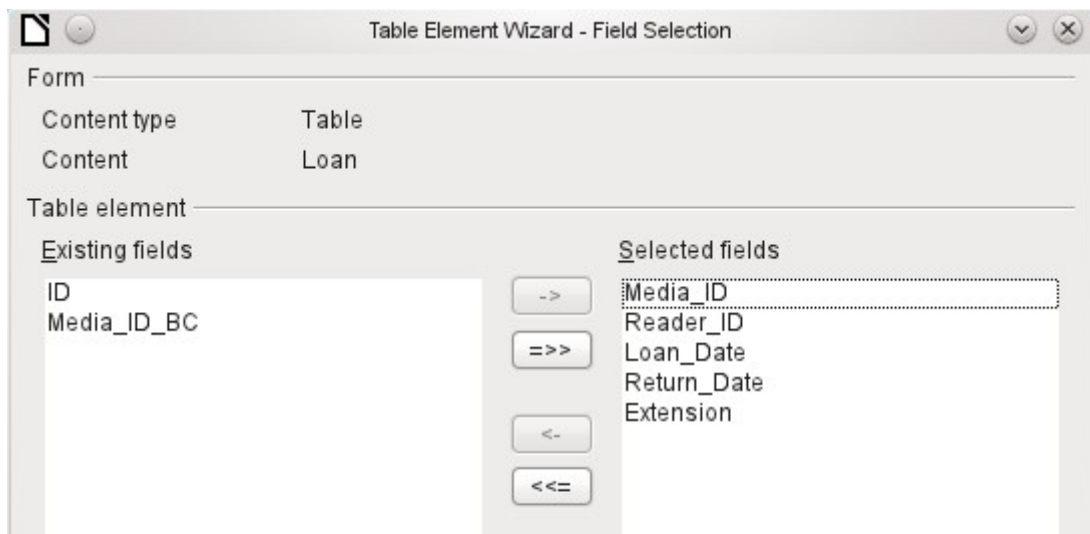 Table Element Wizard - Field Selection
Form
Content type Table
Content Loan
Table element
Existing fields Selected fields
ID -> Media_ID
Media_ID_BC Reader_ID
=>> Loan_Date
Return_Date
<- Extension
<<=